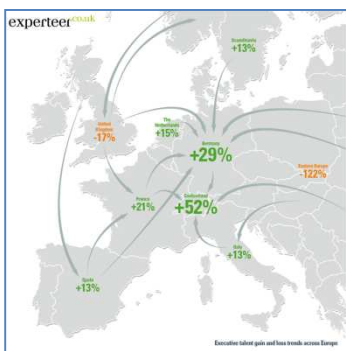 experteer.co.uk
Scandinavia
+13%
United
Kingdom
-17%
The
Netherlands
+15%
Germany
+29%
Eastern Europe
-122%
France
+21%
Switzerland
+52%
Italy
+13%
Spain
+13%
Executive talent gain and loss trends across Europe